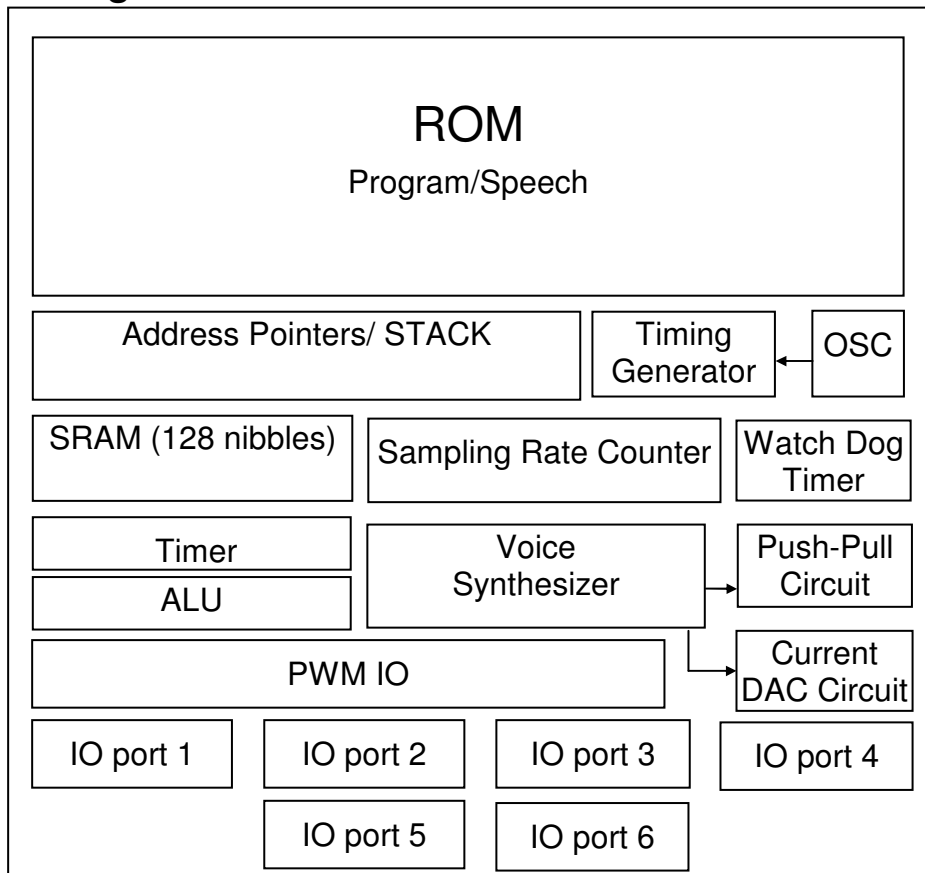 ROM
Program/Speech
Address Pointers/ STACK
Timing
Generator
OSC
SRAM (128 nibbles)
Sampling Rate Counter
Watch Dog
Timer
Timer
Voice
Synthesizer
Push-Pull
Circuit
ALU
PWM IO
Current
DAC Circuit
IO port 1
IO port 2
IO port 3
IO port 4
IO port 5
IO port 6